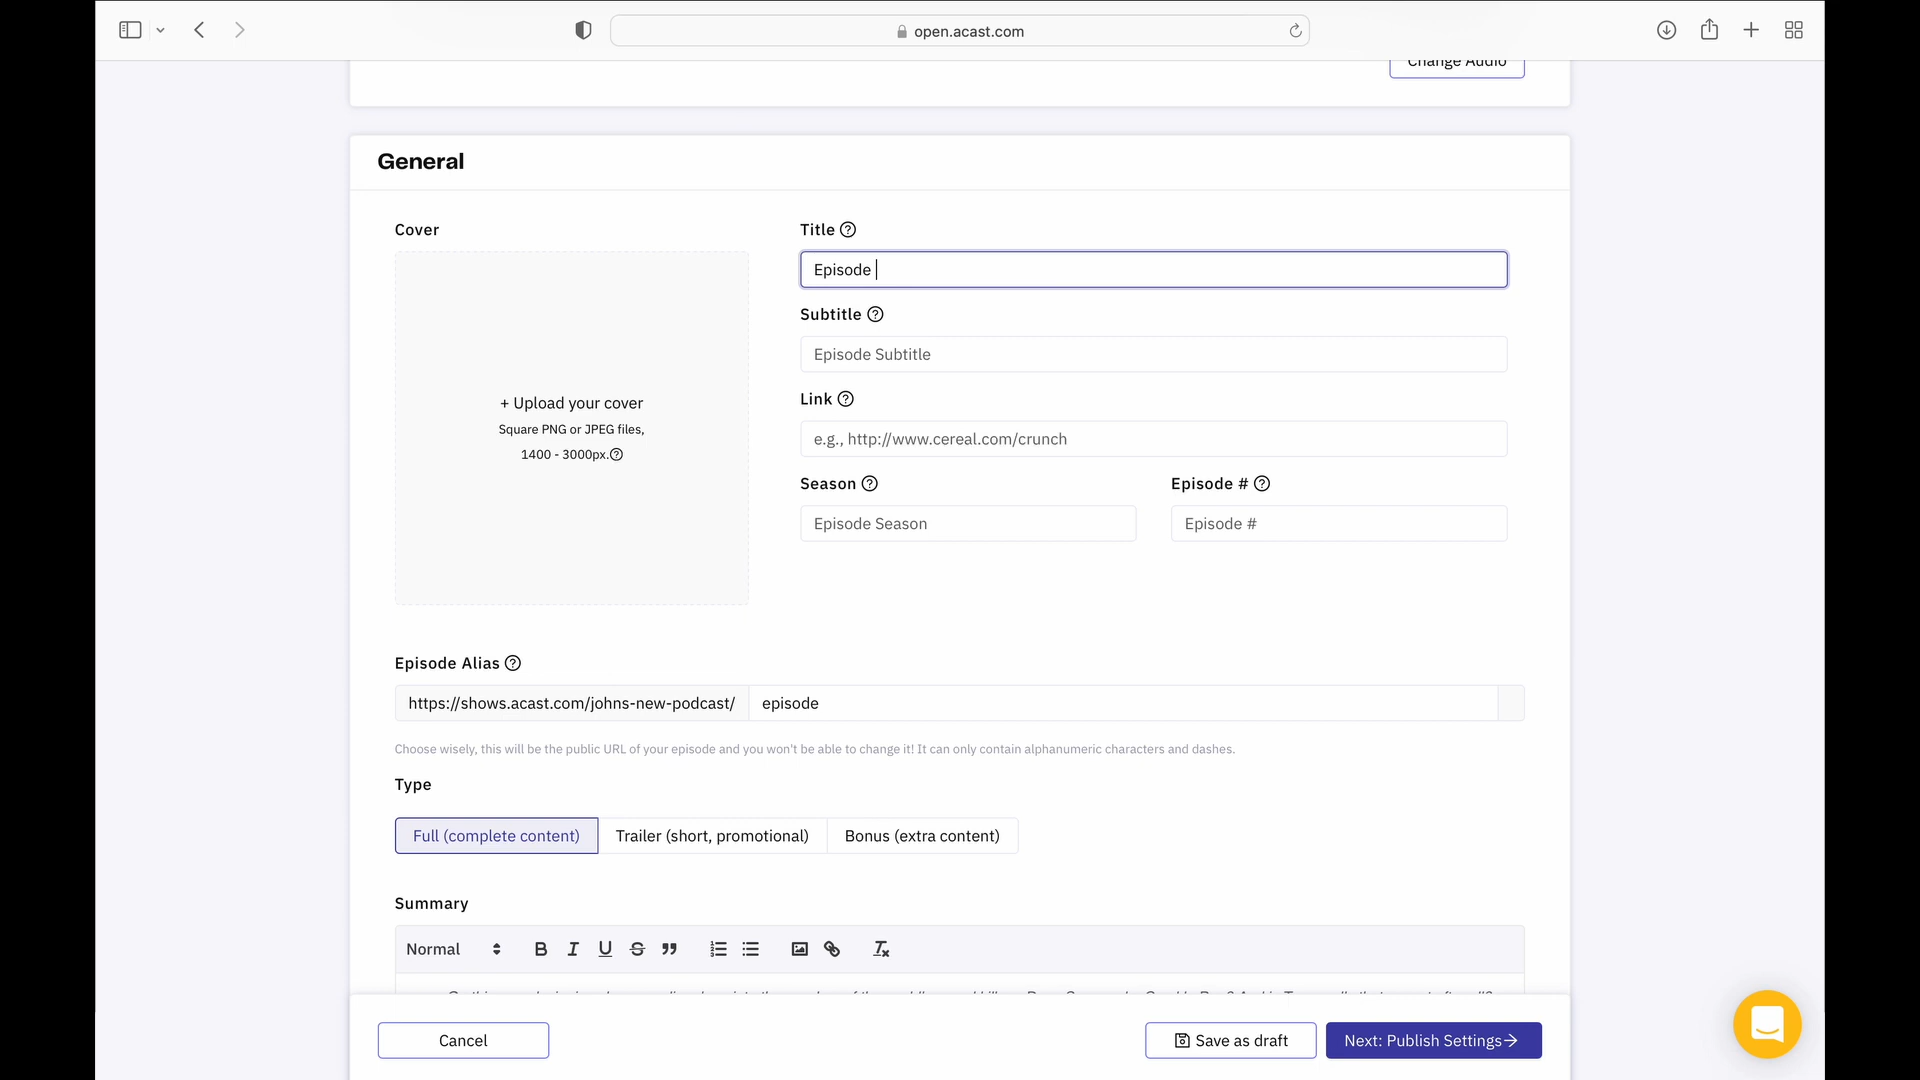 open.acast.com
Change Audio
General
Cover
Title
Episode
Subtitle
Episode Subtitle
+ Upload your cover
Square PNG or JPEG files,
1400 - 3000px.
Link
e.g., http://www.cereal.com/crunch
Season
Episode #
Episode Season
Episode #
Episode Alias
https://shows.acast.com/johns-new-podcast/
episode
Choose wisely, this will be the public URL of your episode and you won't be able to change it! It can only contain alphanumeric characters and dashes.
Type
Full (complete content)
Trailer (short, promotional)
Bonus (extra content)
Summary
Normal
Cancel
Save as draft
Next: Publish Settings